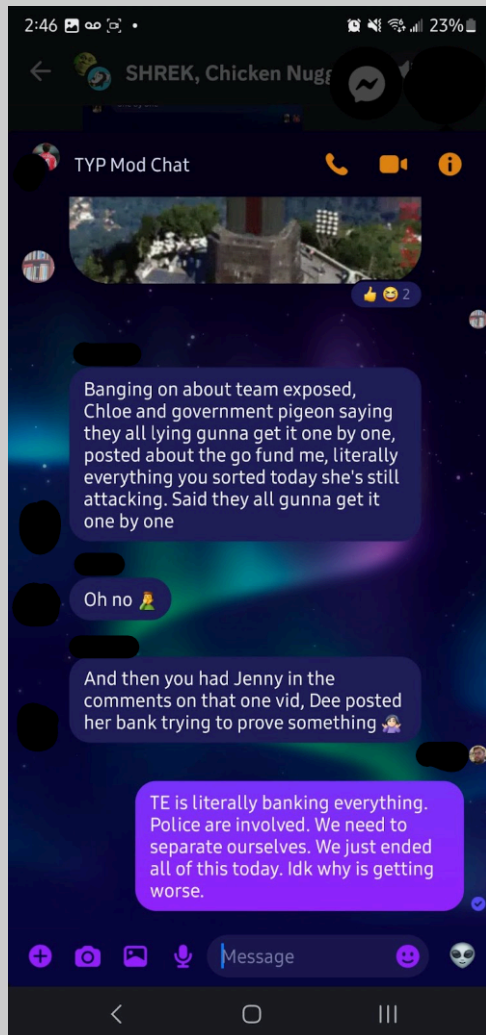 2:46
23%
SHREK, Chicken Nugg
TYP Mod Chat
2
Banging on about team exposed,
Chloe and government pigeon saying
they all lying gunna get it one by one,
posted about the go fund me, literally
everything you sorted today she's still
attacking. Said they all gunna get it
one by one
Oh no
And then you had Jenny in the
comments on that one vid, Dee posted
her bank trying to prove something
TE is literally banking everything.
Police are involved. We need to
separate ourselves. We just ended
all of this today. Idk why is getting
worse.
Message